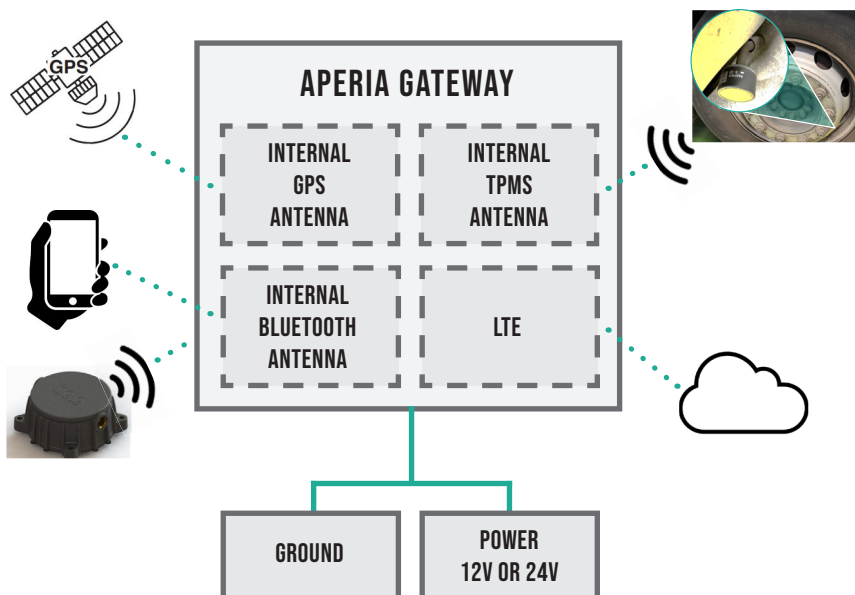 GPS
APERIA GATEWAY
INTERNAL
GPS
ANTENNA
INTERNAL
TPMS
ANTENNA
INTERNAL
BLUETOOTH
ANTENNA
LTE
GROUND
POWER
12V OR 24V